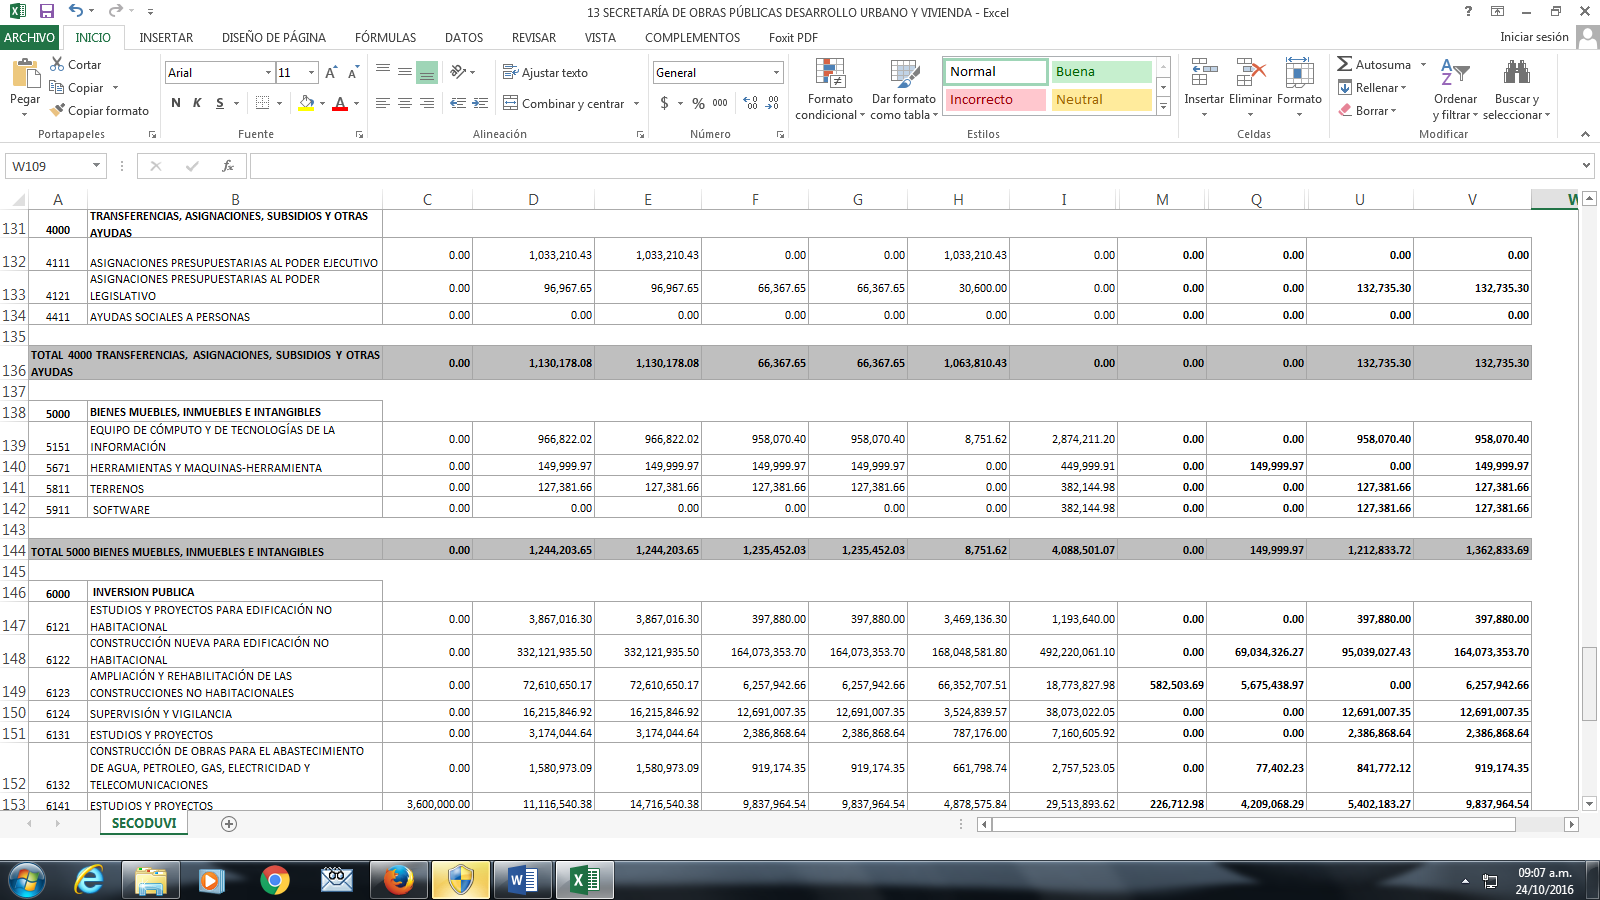 13 SECRETARÍA DE OBRAS PÚBLICAS DESARROLLO URBANO Y VIVIENDA - Excel
ARCHIVO INICIO INSERTAR DISEÑO DE PÁGINA FÓRMULAS DATOS REVISAR VISTA COMPLEMENTOS Foxit PDF Iniciar sesión
Pegar
Cortar
Copiar
Copiar formato
Portapapeles
Arial 11
N K S
Fuente
Ajustar texto
Combinar y centrar
Alineación
General
$ % 000
Número
Formato condicional
Dar formato como tabla
Normal Buena
Incorrecto Neutral
Estilos
Insertar Eliminar Formato
Celdas
Autosuma
Rellenar
Borrar
Ordenar y filtrar
Buscar y seleccionar
Modificar
W109
fx
A B C D E F G H I M Q U V W
131 4000 TRANSFERENCIAS, ASIGNACIONES, SUBSIDIOS Y OTRAS AYUDAS
132 4111 ASIGNACIONES PRESUPUESTARIAS AL PODER EJECUTIVO 0.00 1,033,210.43 1,033,210.43 0.00 0.00 1,033,210.43 0.00 0.00 0.00 0.00 0.00
133 4121 ASIGNACIONES PRESUPUESTARIAS AL PODER LEGISLATIVO 0.00 96,967.65 96,967.65 66,367.65 66,367.65 30,600.00 0.00 0.00 0.00 132,735.30 132,735.30
134 4411 AYUDAS SOCIALES A PERSONAS 0.00 0.00 0.00 0.00 0.00 0.00 0.00 0.00 0.00 0.00 0.00
135
136 TOTAL 4000 TRANSFERENCIAS, ASIGNACIONES, SUBSIDIOS Y OTRAS AYUDAS 0.00 1,130,178.08 1,130,178.08 66,367.65 66,367.65 1,063,810.43 0.00 0.00 0.00 132,735.30 132,735.30
137
138 5000 BIENES MUEBLES, INMUEBLES E INTANGIBLES
139 5151 EQUIPO DE CÓMPUTO Y DE TECNOLOGÍAS DE LA INFORMACIÓN 0.00 966,822.02 966,822.02 958,070.40 958,070.40 8,751.62 2,874,211.20 0.00 0.00 958,070.40 958,070.40
140 5671 HERRAMIENTAS Y MAQUINAS-HERRAMIENTA 0.00 149,999.97 149,999.97 149,999.97 149,999.97 0.00 449,999.91 0.00 149,999.97 0.00 149,999.97
141 5811 TERRENOS 0.00 127,381.66 127,381.66 127,381.66 127,381.66 0.00 382,144.98 0.00 0.00 127,381.66 127,381.66
142 5911 SOFTWARE 0.00 0.00 0.00 0.00 0.00 0.00 382,144.98 0.00 0.00 127,381.66 127,381.66
143
144 TOTAL 5000 BIENES MUEBLES, INMUEBLES E INTANGIBLES 0.00 1,244,203.65 1,244,203.65 1,235,452.03 1,235,452.03 8,751.62 4,088,501.07 0.00 149,999.97 1,212,833.72 1,362,833.69
145
146 6000 INVERSION PUBLICA
147 6121 ESTUDIOS Y PROYECTOS PARA EDIFICACIÓN NO HABITACIONAL 0.00 3,867,016.30 3,867,016.30 397,880.00 397,880.00 3,469,136.30 1,193,640.00 0.00 0.00 397,880.00 397,880.00
148 6122 CONSTRUCCIÓN NUEVA PARA EDIFICACIÓN NO HABITACIONAL 0.00 332,121,935.50 332,121,935.50 164,073,353.70 164,073,353.70 168,048,581.80 492,220,061.10 0.00 69,034,326.27 95,039,027.43 164,073,353.70
149 6123 AMPLIACIÓN Y REHABILITACIÓN DE LAS CONSTRUCCIONES NO HABITACIONALES 0.00 72,610,650.17 72,610,650.17 6,257,942.66 6,257,942.66 66,352,707.51 18,773,827.98 582,503.69 5,675,438.97 0.00 6,257,942.66
150 6124 SUPERVISIÓN Y VIGILANCIA 0.00 16,215,846.92 16,215,846.92 12,691,007.35 12,691,007.35 3,524,839.57 38,073,022.05 0.00 0.00 12,691,007.35 12,691,007.35
151 6131 ESTUDIOS Y PROYECTOS 0.00 3,174,044.64 3,174,044.64 2,386,868.64 2,386,868.64 787,176.00 7,160,605.92 0.00 0.00 2,386,868.64 2,386,868.64
152 6132 CONSTRUCCIÓN DE OBRAS PARA EL ABASTECIMIENTO DE AGUA, PETROLEO, GAS, ELECTRICIDAD Y TELECOMUNICACIONES 0.00 1,580,973.09 1,580,973.09 919,174.35 919,174.35 661,798.74 2,757,523.05 0.00 77,402.23 841,772.12 919,174.35
153 6141 ESTUDIOS Y PROYECTOS 3,600,000.00 11,116,540.38 14,716,540.38 9,837,964.54 9,837,964.54 4,878,575.84 29,513,893.62 226,712.98 4,209,068.29 5,402,183.27 9,837,964.54
SECODUVI
09:07 a.m.
24/10/2016